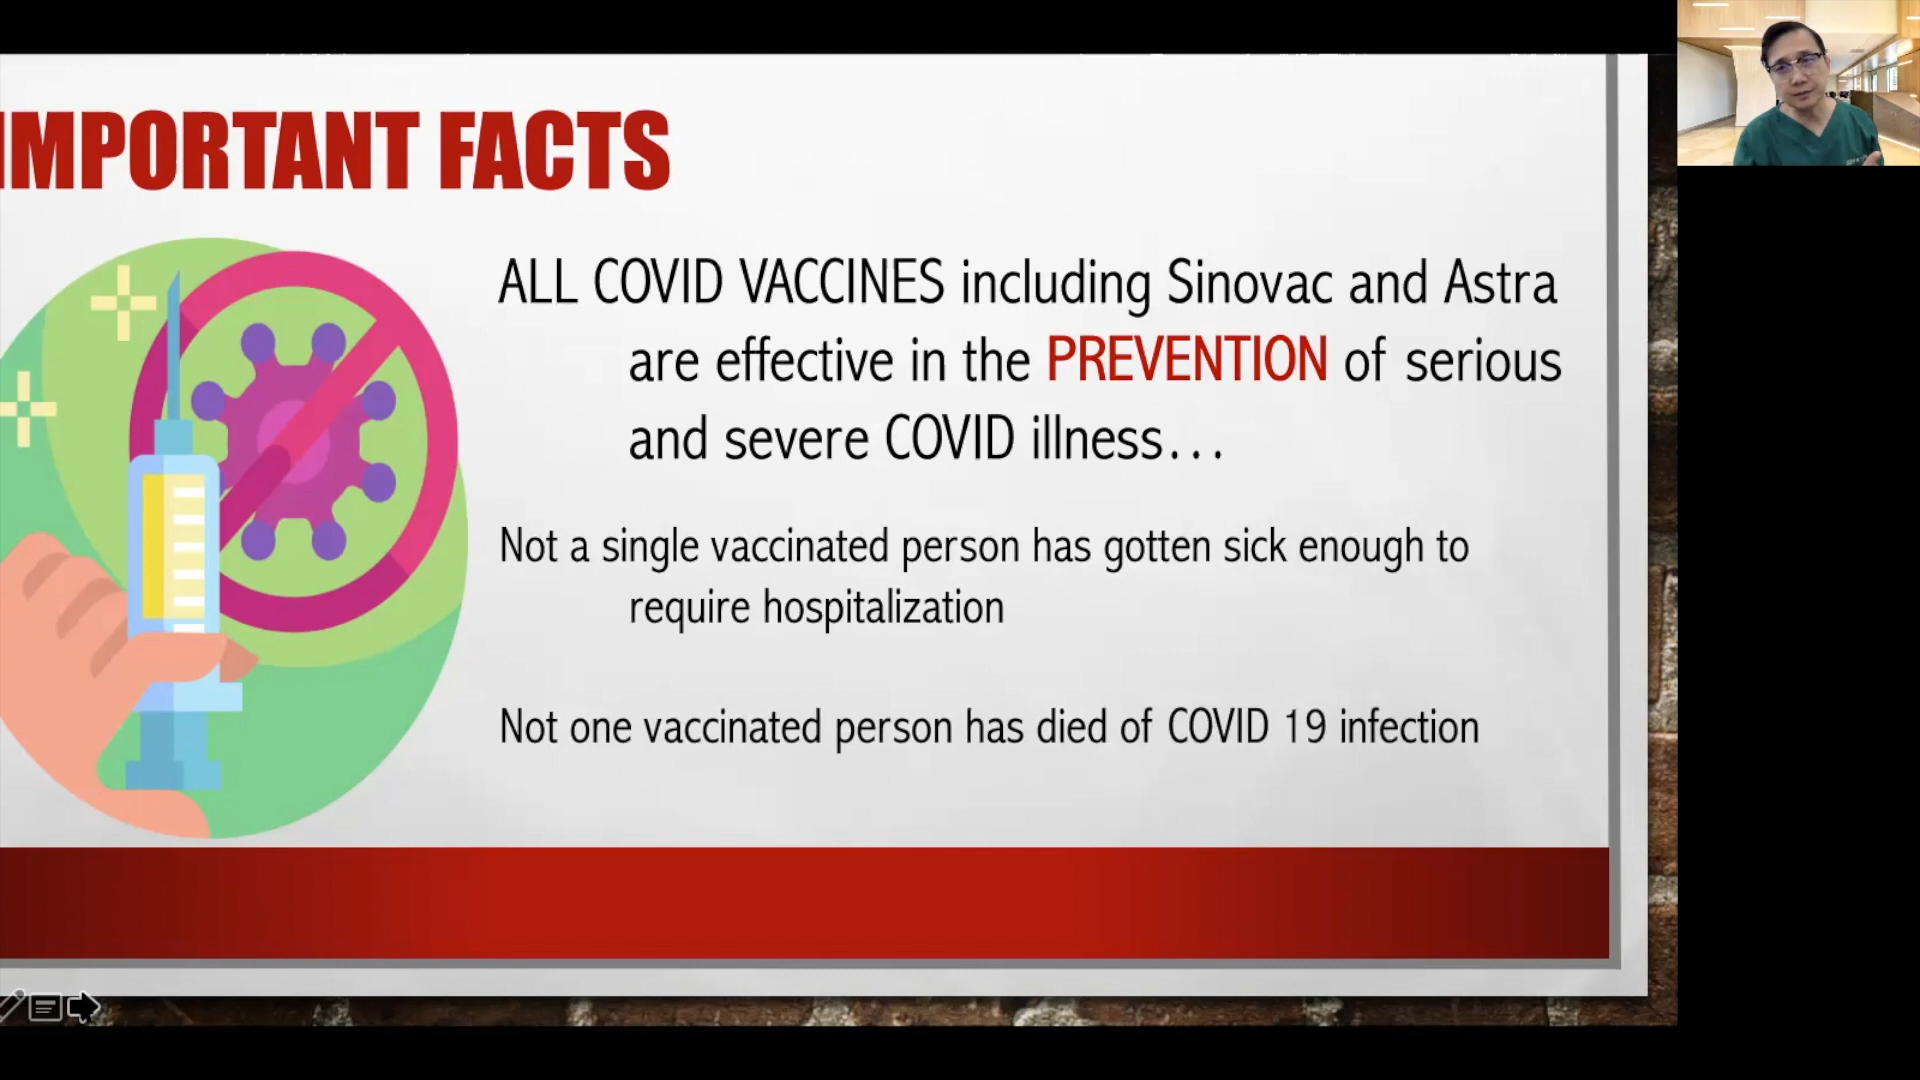 IMPORTANT FACTS
ALL COVID VACCINES including Sinovac and Astra
are effective in the PREVENTION of serious
and severe COVID illness...
Not a single vaccinated person has gotten sick enough to
require hospitalization
Not one vaccinated person has died of COVID 19 infection